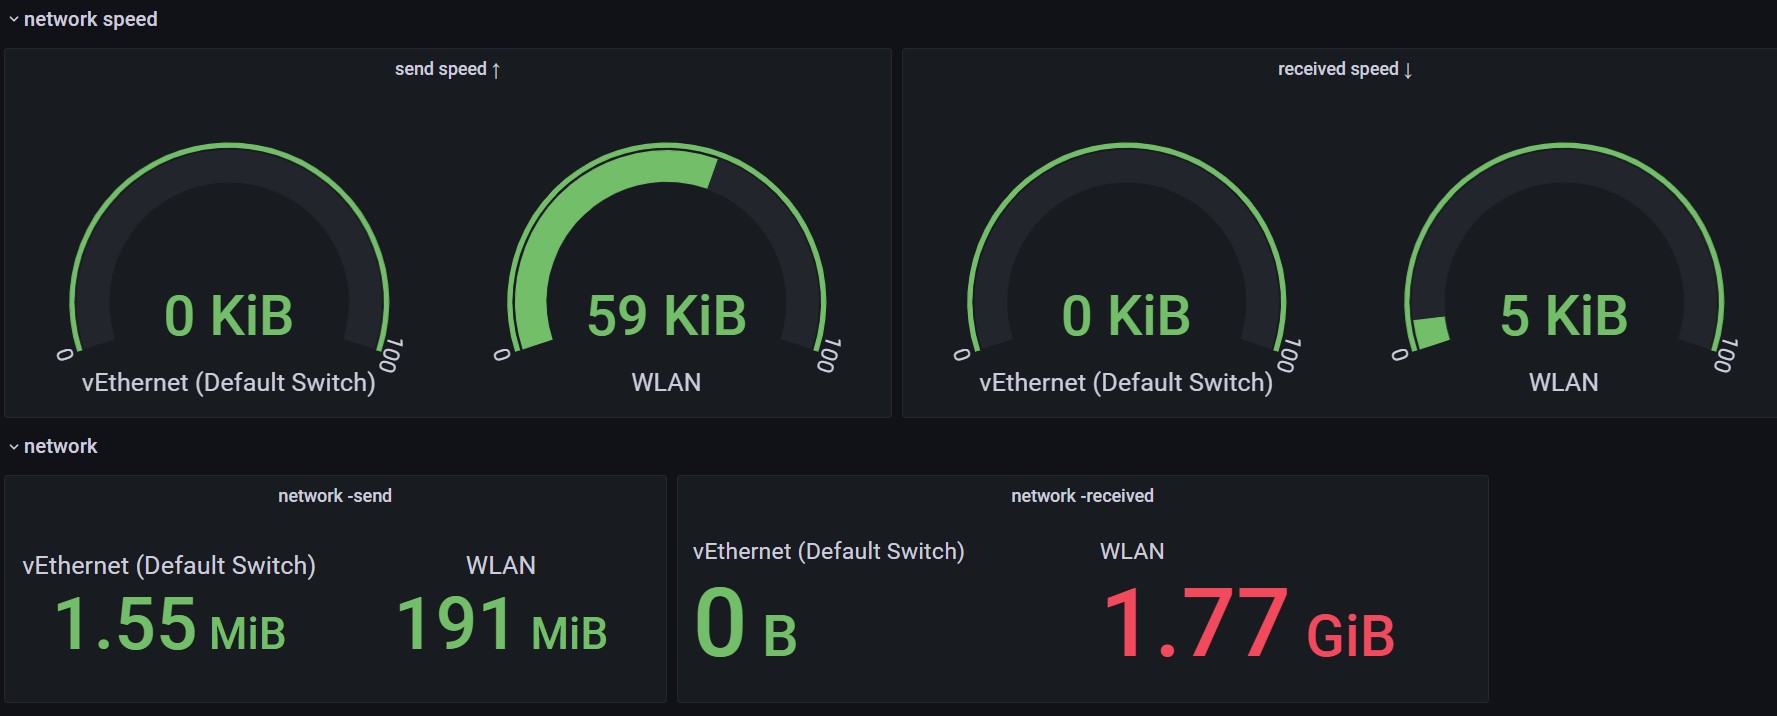 network speed
send speed ↑
0 KiB
0
100
vEthernet (Default Switch)
59 KiB
0
100
WLAN
received speed ↓
0 KiB
0
100
vEthernet (Default Switch)
5 KiB
0
100
WLAN
network
network -send
vEthernet (Default Switch)
1.55 MiB
WLAN
191 MiB
network -received
vEthernet (Default Switch)
0 B
WLAN
1.77 GiB